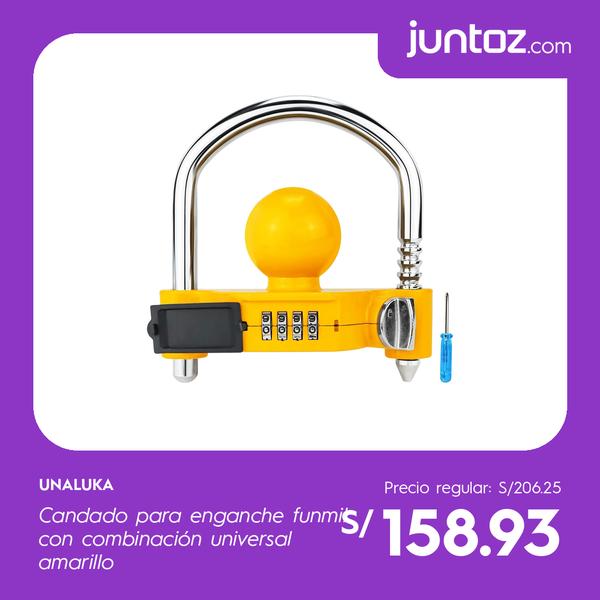 juntoz.com
UNALUKA
Candado para enganche funmit
con combinación universal
amarillo
Precio regular: S/206.25
S/158.93